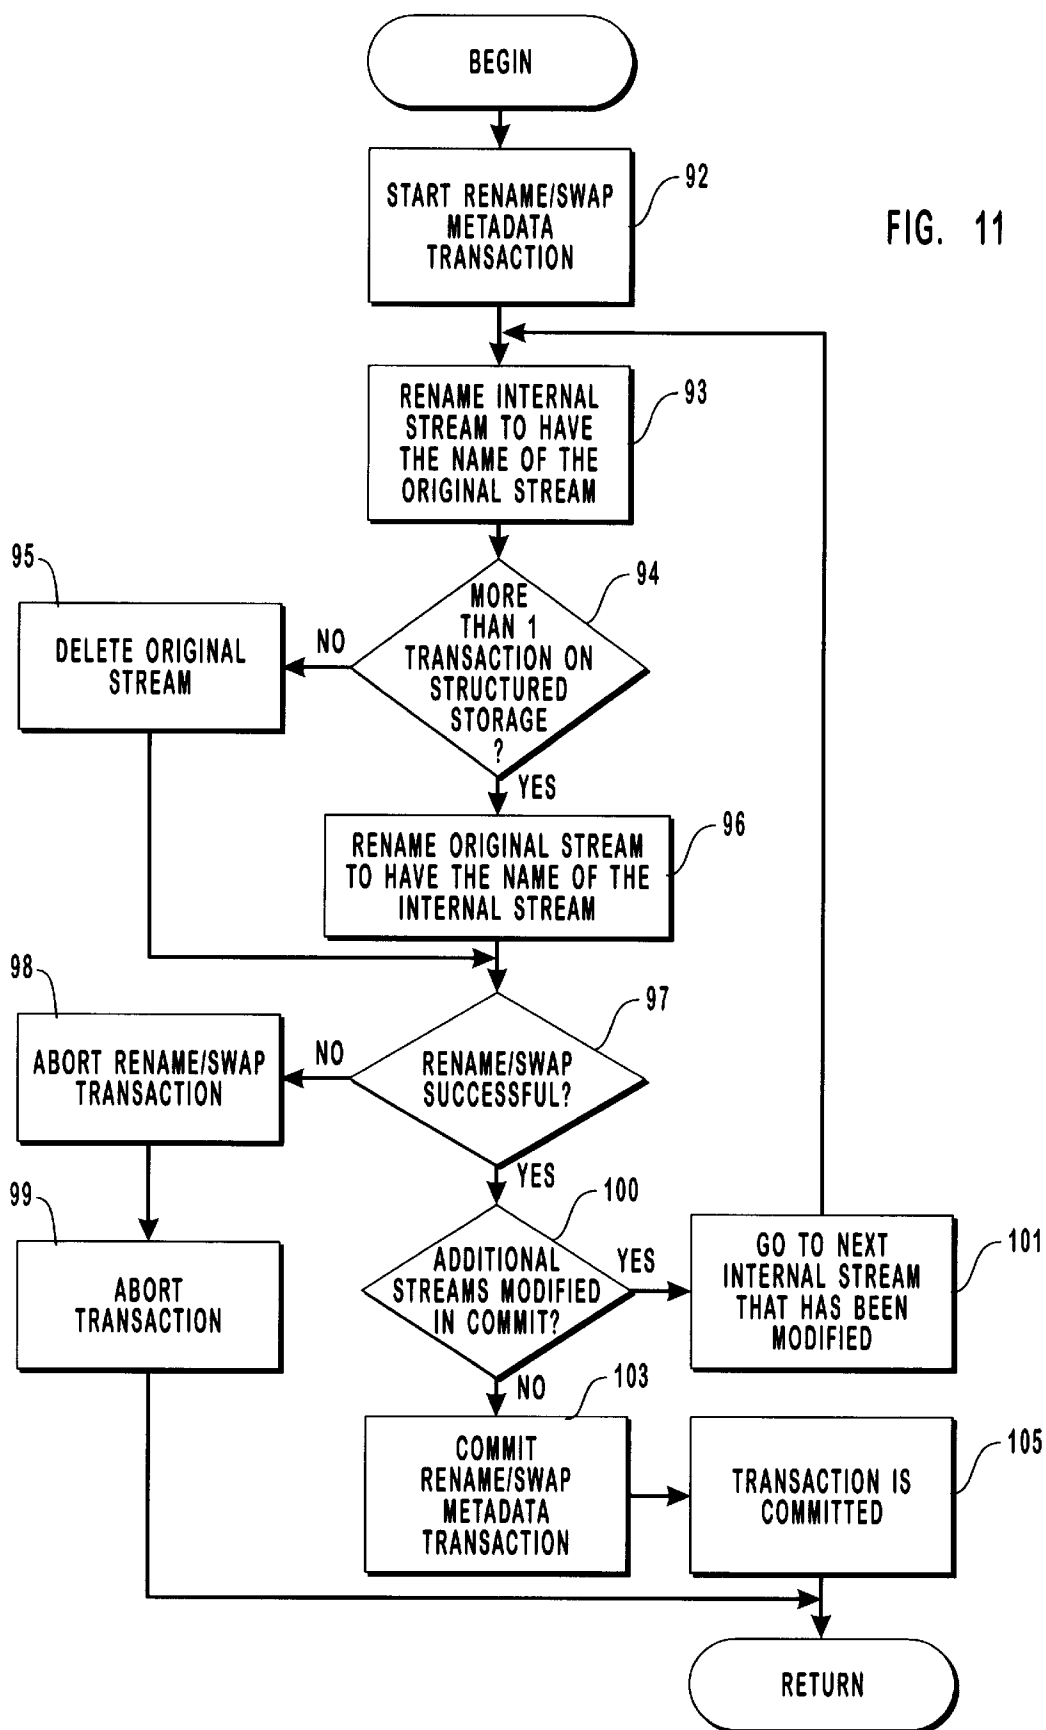 BEGIN
START RENAME/SWAP
METADATA
TRANSACTION
92
FIG. 11
RENAME INTERNAL
STREAM TO HAVE
THE NAME OF THE
ORIGINAL STREAM
93
MORE
THAN 1
TRANSACTION ON
STRUCTURED
STORAGE
?
94
NO
95
DELETE ORIGINAL
STREAM
YES
RENAME ORIGINAL STREAM
TO HAVE THE NAME OF THE
INTERNAL STREAM
96
RENAME/SWAP
SUCCESSFUL?
97
NO
98
ABORT RENAME/SWAP
TRANSACTION
99
ABORT
TRANSACTION
YES
100
ADDITIONAL
STREAMS MODIFIED
IN COMMIT?
YES
GO TO NEXT
INTERNAL STREAM
THAT HAS BEEN
MODIFIED
101
NO
103
COMMIT
RENAME/SWAP
METADATA
TRANSACTION
TRANSACTION IS
COMMITTED
105
RETURN